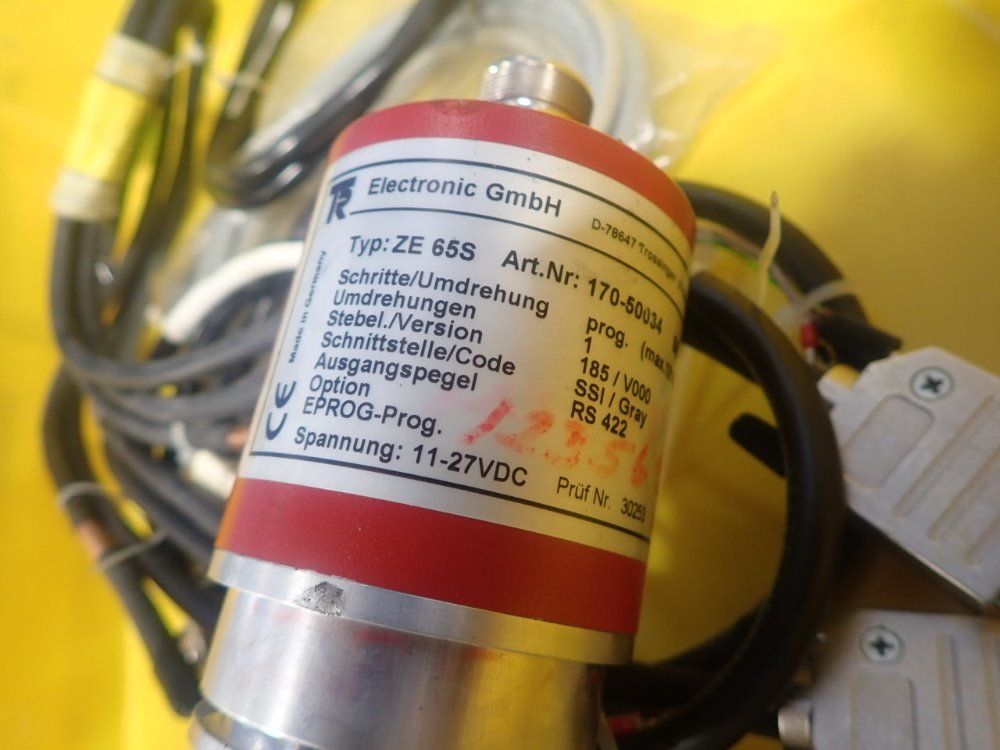 TR Electronic GmbH
D-78647 Trossingen
Typ: ZE 65S Art.Nr: 170-50034
Schritte/Umdrehung prog. (max.
Umdrehungen 1
Stebel./Version 185 / V000
Schnittstelle/Code SSI / Gray
Ausgangspegel RS 422
Option
EPROG-Prog.
Spannung: 11-27VDC Prüf Nr. 30253
Made in Germany
CE